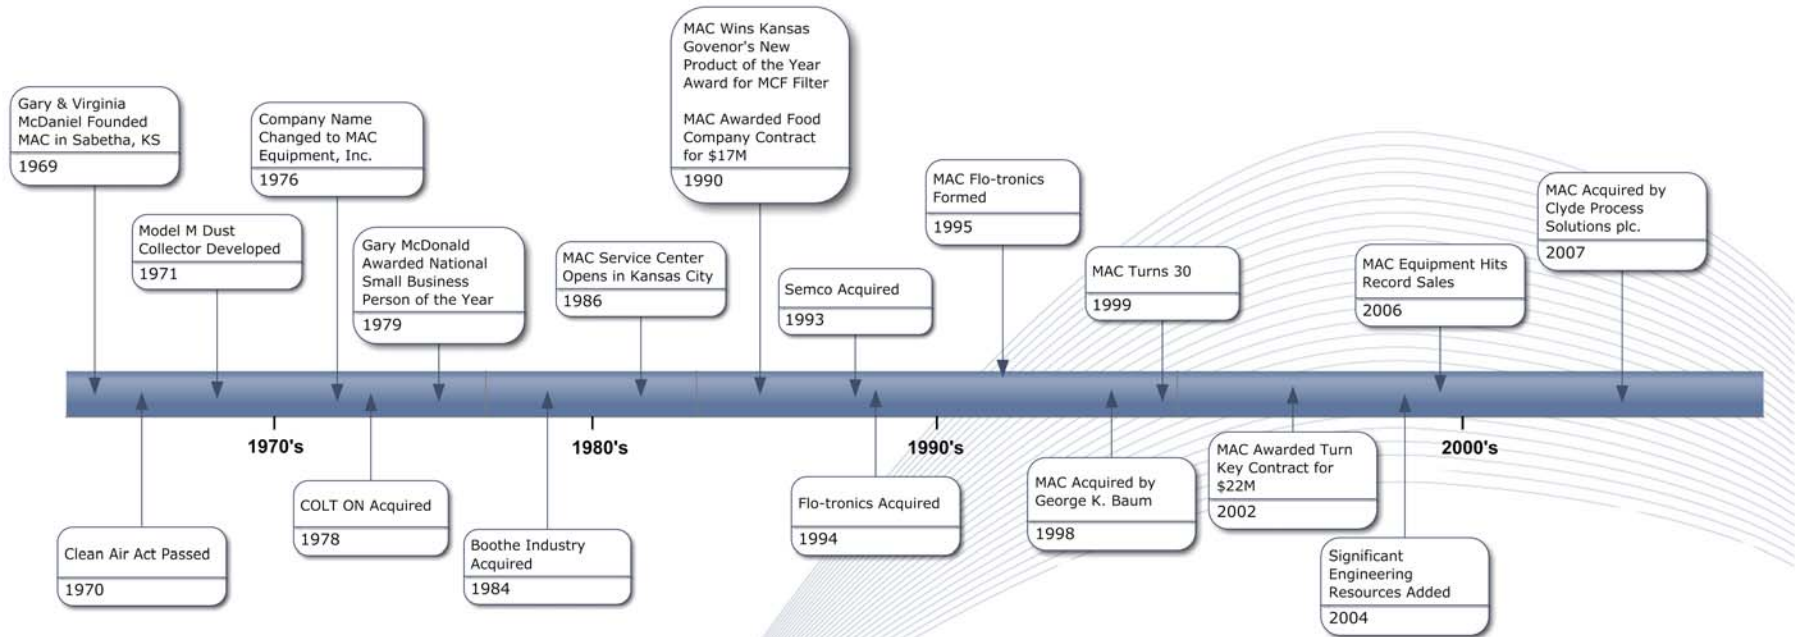 Gary & Virginia
McDaniel Founded
MAC in Sabetha, KS
1969
Clean Air Act Passed
1970
Model M Dust
Collector Developed
1971
Company Name
Changed to MAC
Equipment, Inc.
1976
COLT ON Acquired
1978
Gary McDonald
Awarded National
Small Business
Person of the Year
1979
Boothe Industry
Acquired
1984
MAC Service Center
Opens in Kansas City
1986
MAC Wins Kansas
Govenor's New
Product of the Year
Award for MCF Filter
MAC Awarded Food
Company Contract
for $17M
1990
Semco Acquired
1993
Flo-tronics Acquired
1994
MAC Flo-tronics
Formed
1995
MAC Acquired by
George K. Baum
1998
MAC Turns 30
1999
MAC Awarded Turn
Key Contract for
$22M
2002
Significant
Engineering
Resources Added
2004
MAC Equipment Hits
Record Sales
2006
MAC Acquired by
Clyde Process
Solutions plc.
2007
1970's
1980's
1990's
2000's